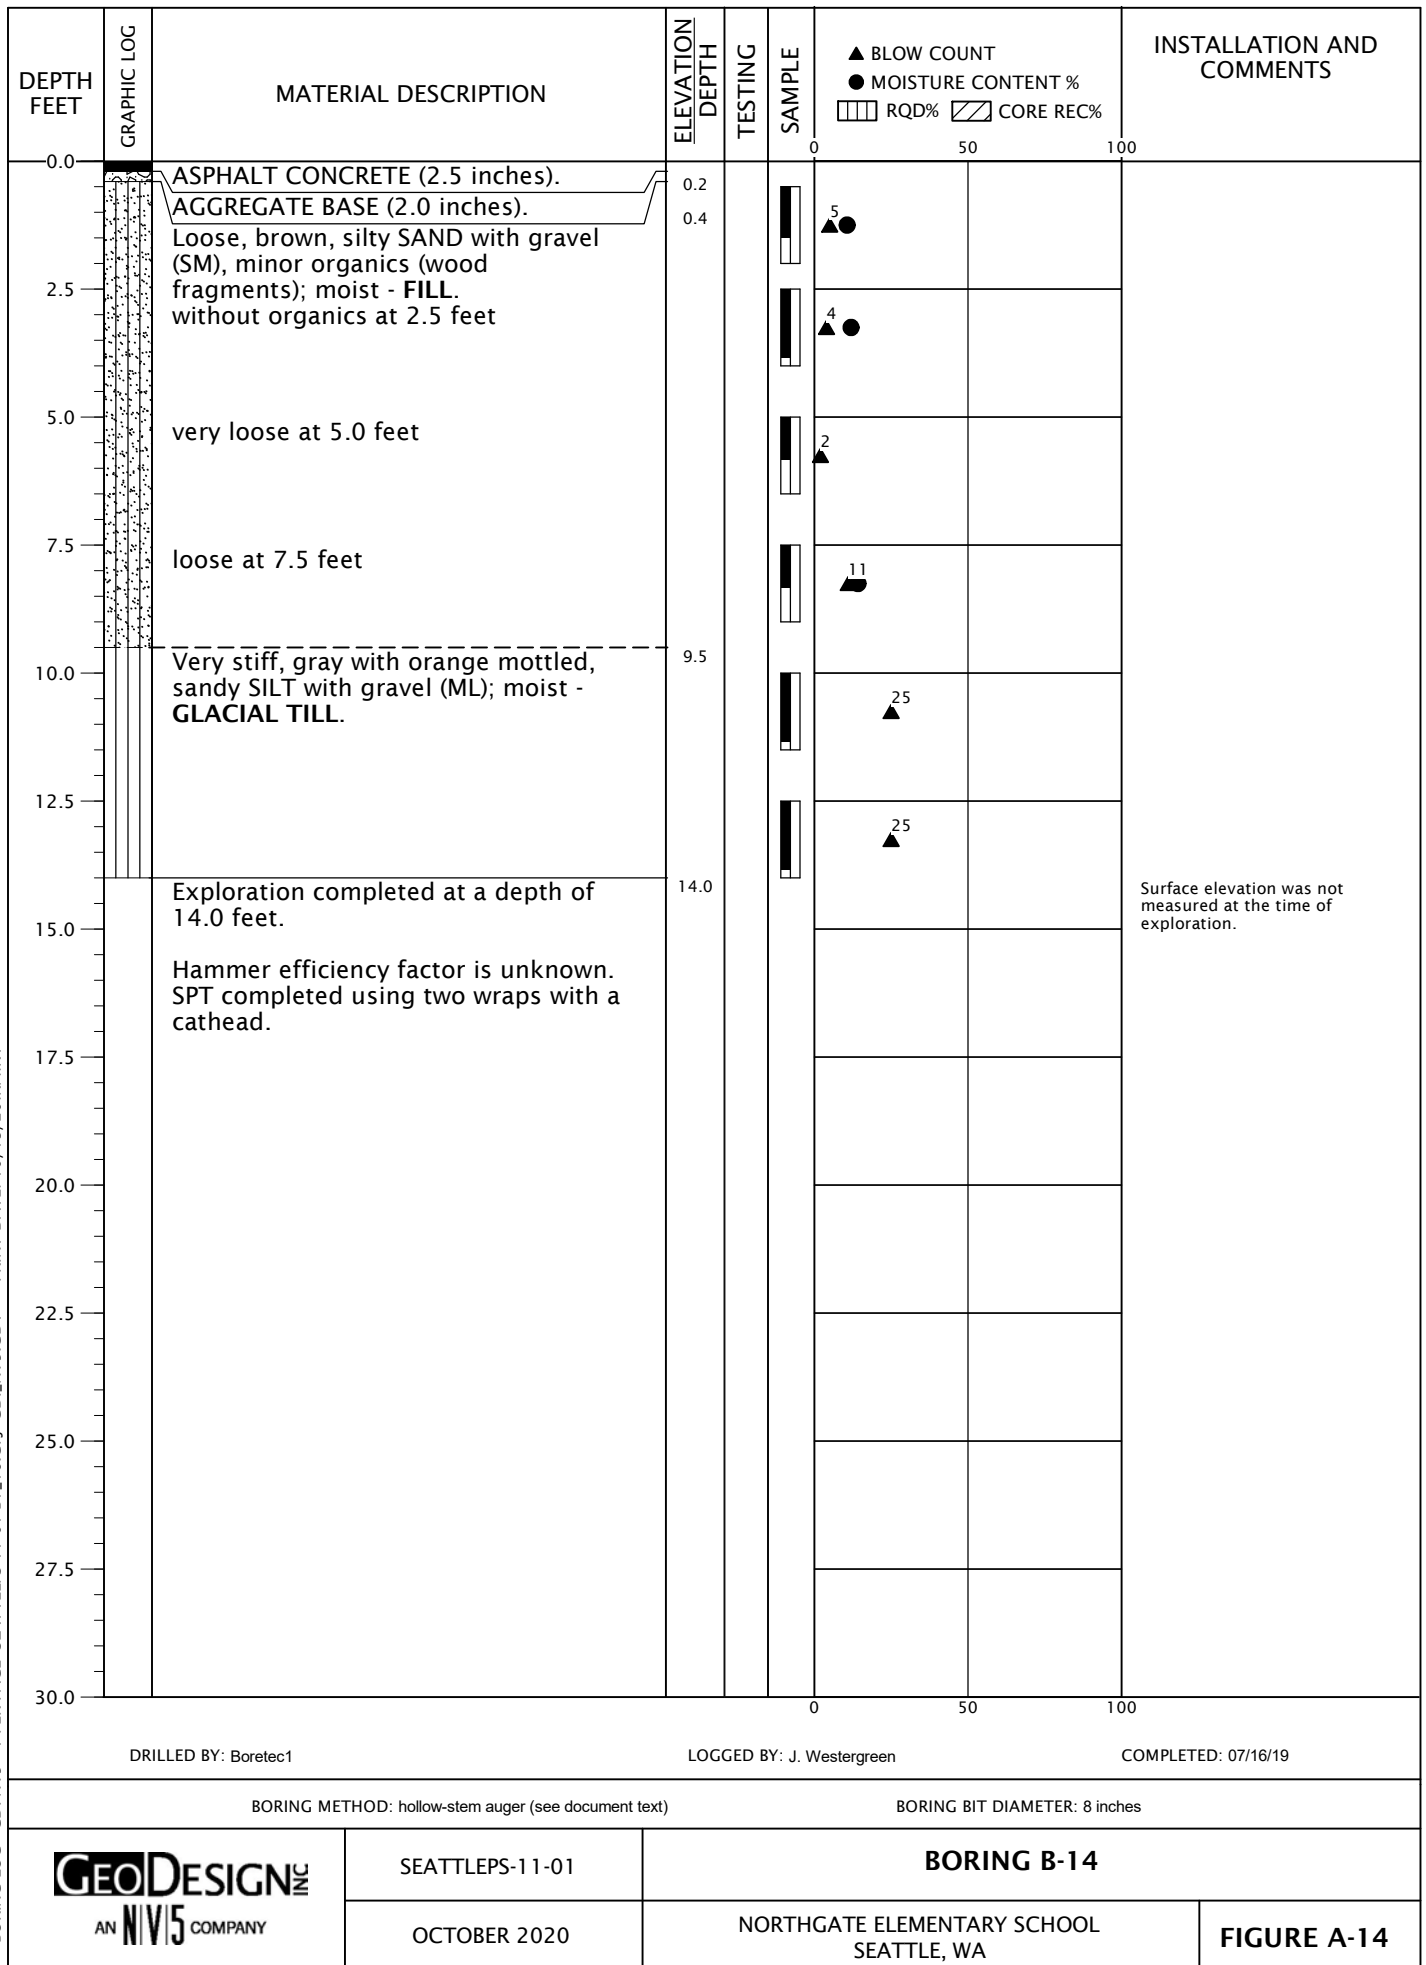 DEPTH
FEET
GRAPHIC LOG
MATERIAL DESCRIPTION
ELEVATION
DEPTH
TESTING
SAMPLE
▲ BLOW COUNT
● MOISTURE CONTENT %
RQD% CORE REC%
INSTALLATION AND
COMMENTS
0 50 100
0.0
ASPHALT CONCRETE (2.5 inches).
0.2
AGGREGATE BASE (2.0 inches).
0.4
5
Loose, brown, silty SAND with gravel
(SM), minor organics (wood
fragments); moist - FILL.
2.5
without organics at 2.5 feet
4
5.0
very loose at 5.0 feet
2
7.5
loose at 7.5 feet
11
9.5
Very stiff, gray with orange mottled,
10.0
sandy SILT with gravel (ML); moist -
GLACIAL TILL.
25
12.5
25
Exploration completed at a depth of
14.0 feet.
14.0
Surface elevation was not
measured at the time of
exploration.
15.0
Hammer efficiency factor is unknown.
SPT completed using two wraps with a
cathead.
17.5
20.0
22.5
25.0
27.5
30.0
0 50 100
DRILLED BY: Boretec1
LOGGED BY: J. Westergreen
COMPLETED: 07/16/19
BORING METHOD: hollow-stem auger (see document text)
BORING BIT DIAMETER: 8 inches
GEODESIGN INC
AN N|V|5 COMPANY
SEATTLEPS-11-01
OCTOBER 2020
BORING B-14
NORTHGATE ELEMENTARY SCHOOL
SEATTLE, WA
FIGURE A-14